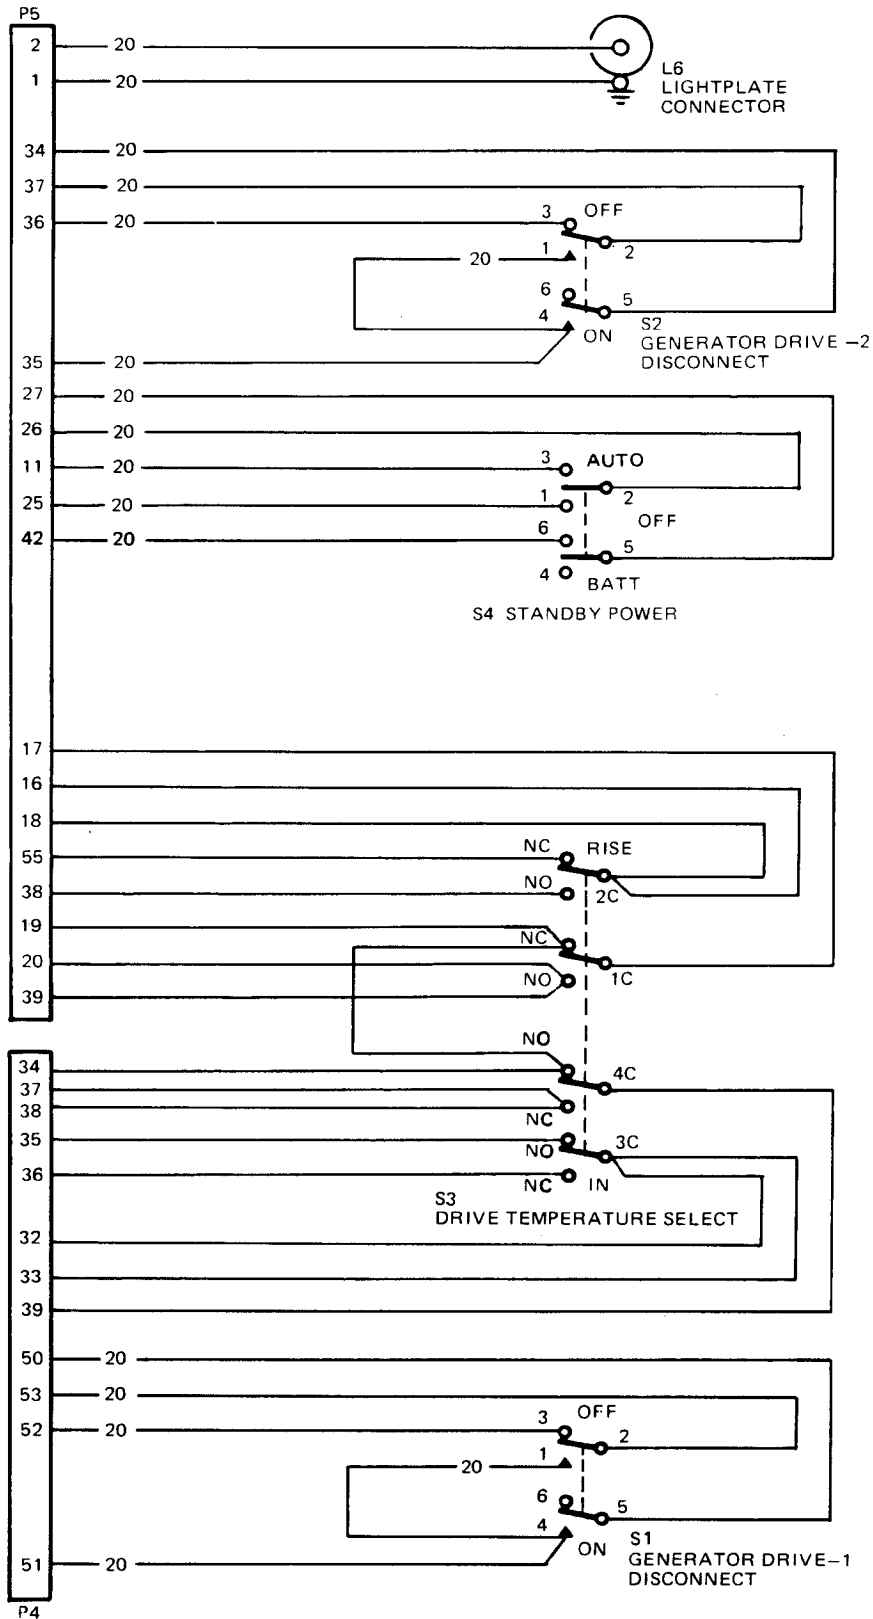 P5
2 20
1 20
L6
LIGHTPLATE
CONNECTOR
34 20
37 20
36 20 3 OFF
20 1 2
6 5
4 ON S2
GENERATOR DRIVE –2
DISCONNECT
35 20
27 20
26 20
11 20 3 AUTO
25 20 1 2
OFF
42 20 6 5
4 BATT
S4 STANDBY POWER
17
16
18
55 NC RISE
38 NO 2C
19 NC
20 NO 1C
39
NO
34 4C
37
38 NC
35 NO 3C
36 NC IN
S3
DRIVE TEMPERATURE SELECT
32
33
39
50 20
53 20
52 20 3 OFF
2
20 1
6 5
4 ON S1
GENERATOR DRIVE–1
DISCONNECT
51 20
P4